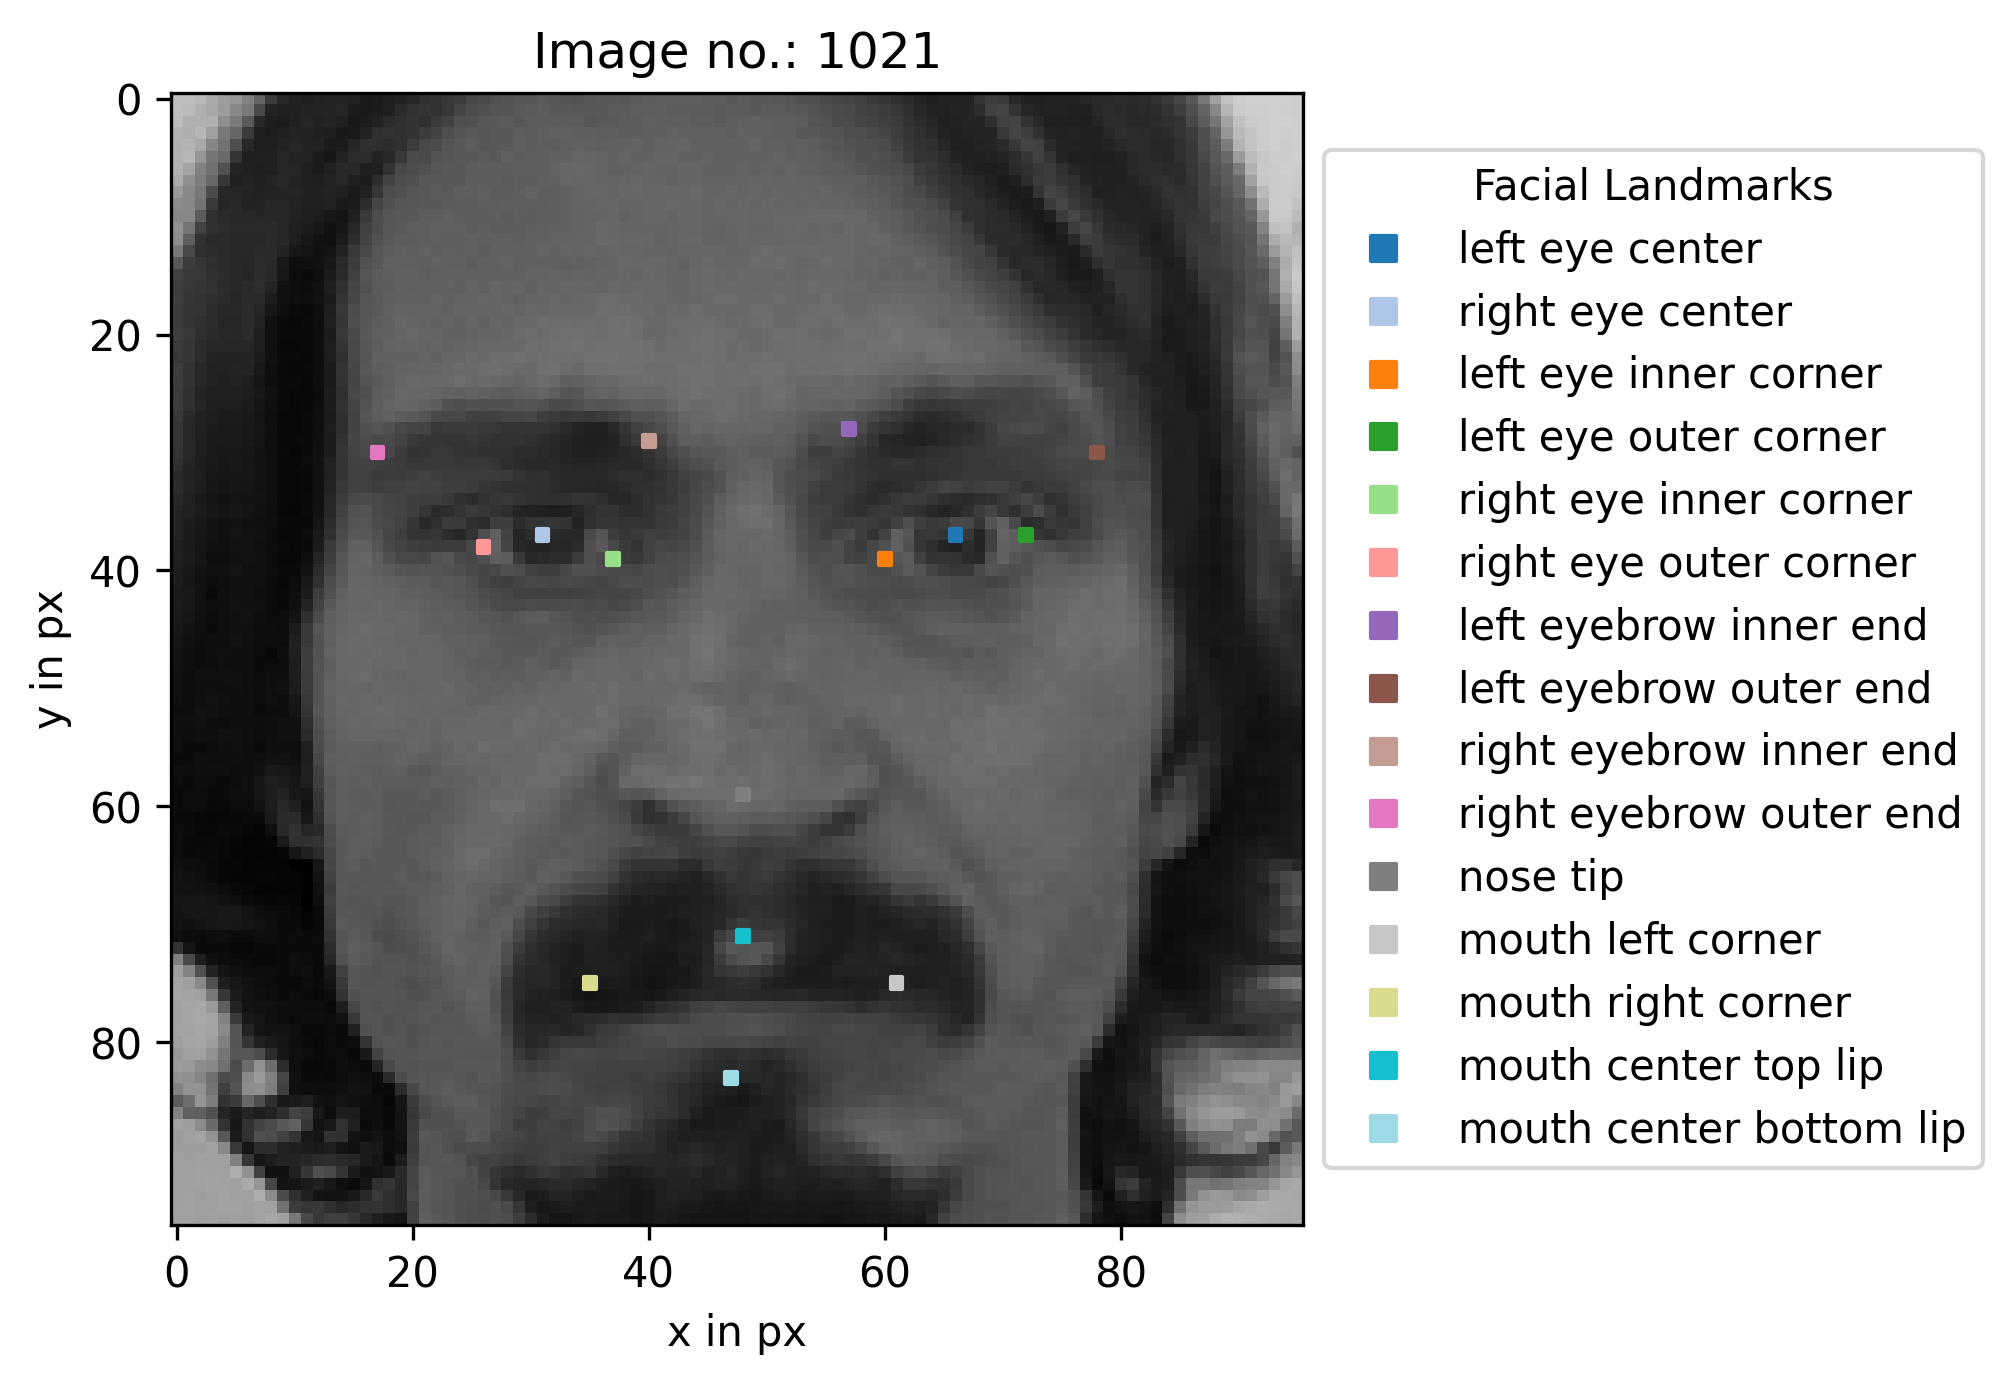 Image no.: 1021
0
20
40
60
80
y in px
0 20 40 60 80
x in px
Facial Landmarks
left eye center
right eye center
left eye inner corner
left eye outer corner
right eye inner corner
right eye outer corner
left eyebrow inner end
left eyebrow outer end
right eyebrow inner end
right eyebrow outer end
nose tip
mouth left corner
mouth right corner
mouth center top lip
mouth center bottom lip